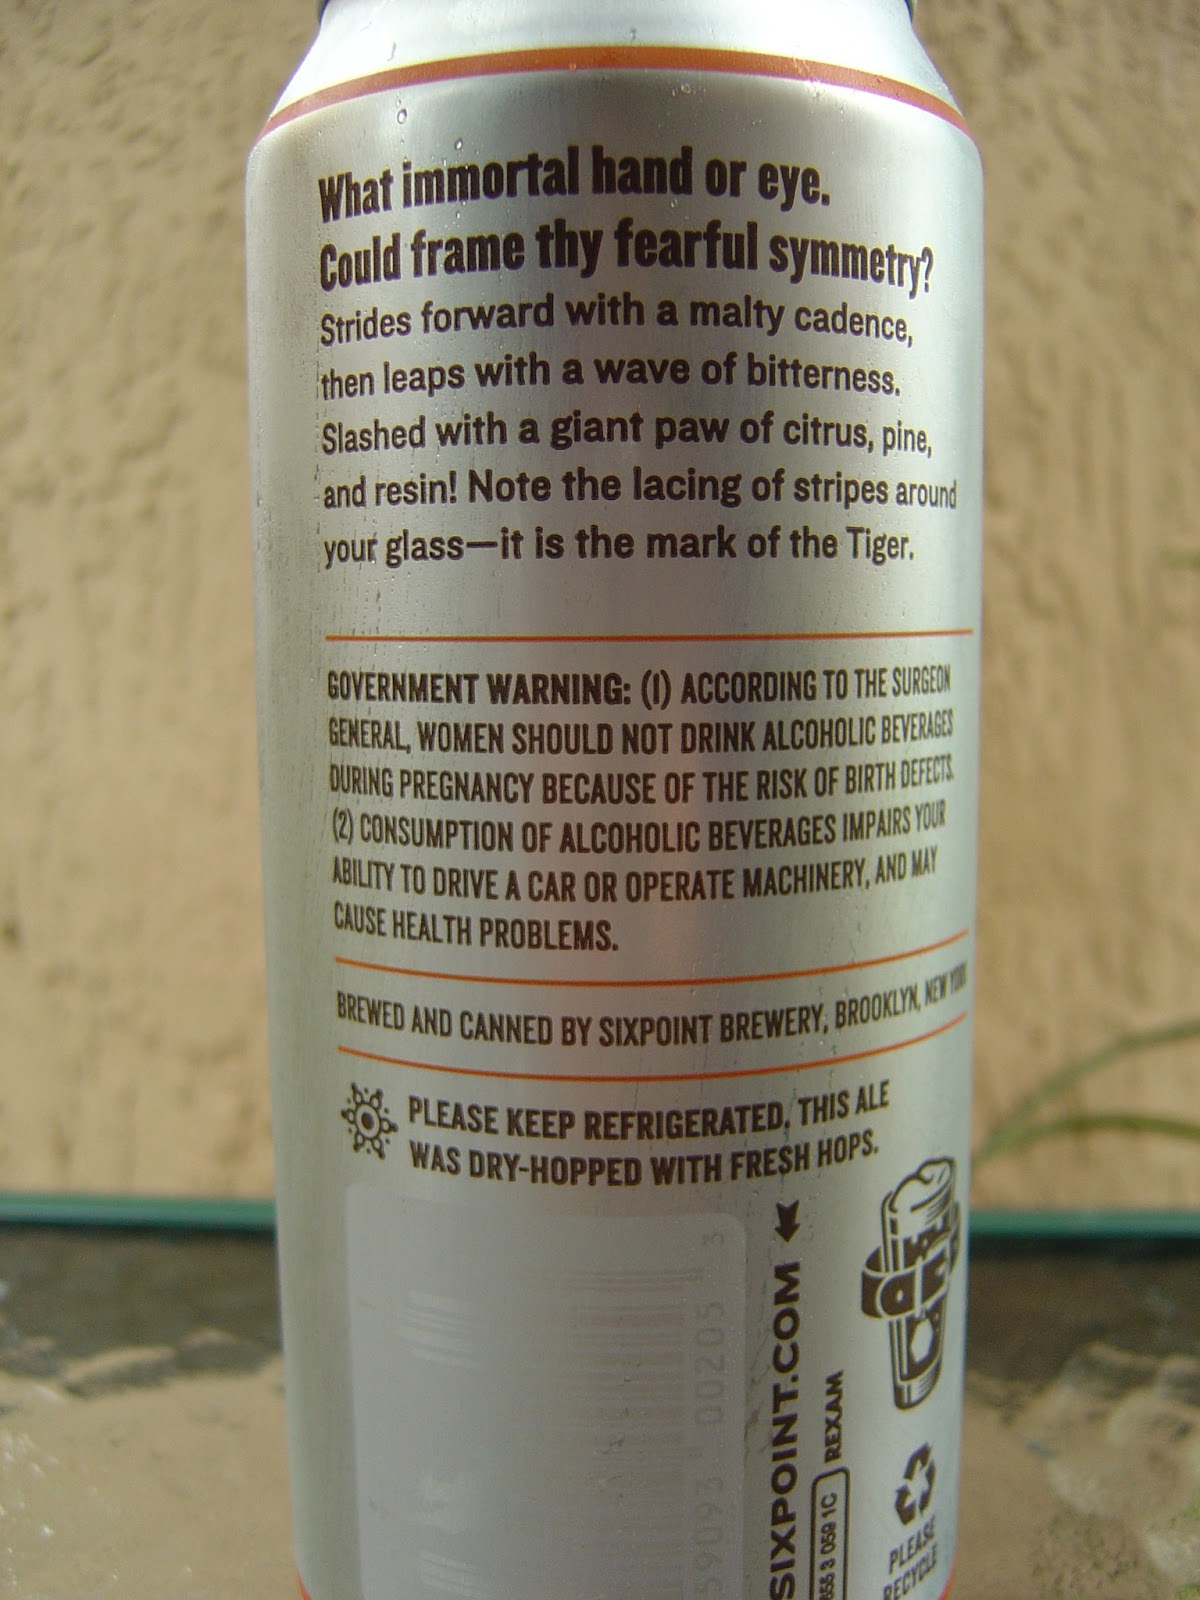 What immortal hand or eye.
Could frame thy fearful symmetry?
Strides forward with a malty cadence,
then leaps with a wave of bitterness.
Slashed with a giant paw of citrus, pine,
and resin! Note the lacing of stripes around
your glass—it is the mark of the Tiger.
GOVERNMENT WARNING: (1) ACCORDING TO THE SURGEON
GENERAL, WOMEN SHOULD NOT DRINK ALCOHOLIC BEVERAGES
DURING PREGNANCY BECAUSE OF THE RISK OF BIRTH DEFECTS.
(2) CONSUMPTION OF ALCOHOLIC BEVERAGES IMPAIRS YOUR
ABILITY TO DRIVE A CAR OR OPERATE MACHINERY, AND MAY
CAUSE HEALTH PROBLEMS.
BREWED AND CANNED BY SIXPOINT BREWERY, BROOKLYN, NEW YORK
PLEASE KEEP REFRIGERATED. THIS ALE
WAS DRY-HOPPED WITH FRESH HOPS.
59093 00205 3
SIXPOINT.COM
REXAM
PLEASE
RECYCLE